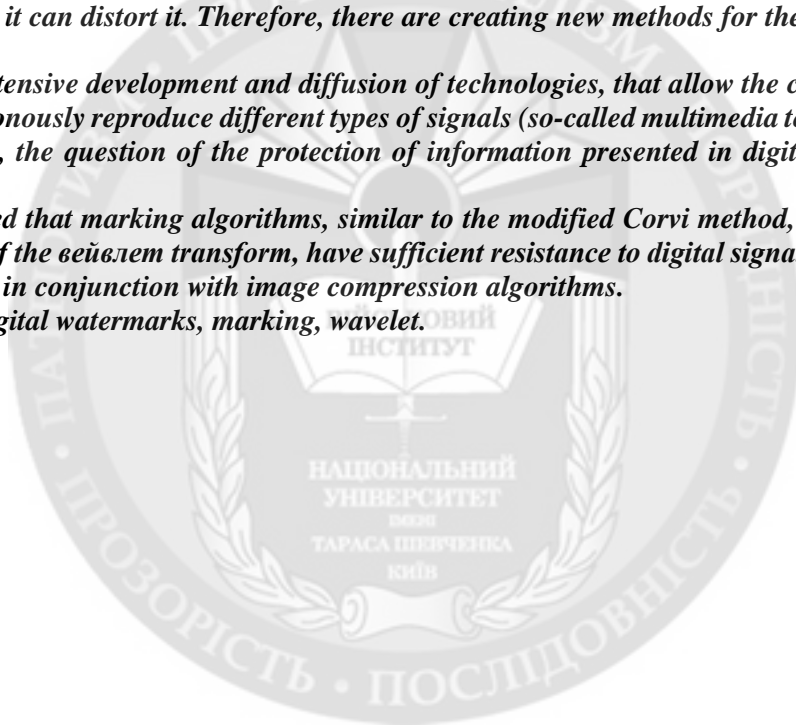 it can distort it. Therefore, there are creating new methods for the
tensive development and diffusion of technologies, that allow the c
onously reproduce different types of signals (so-called multimedia te
, the question of the protection of information presented in digit
ed that marking algorithms, similar to the modified Corvi method,
f the вейвлет transform, have sufficient resistance to digital signa
in conjunction with image compression algorithms.
gital watermarks, marking, wavelet.
ІНСТИТУТ
НАЦІОНАЛЬНИЙ
УНІВЕРСИТЕТ
ІМЕНІ
ТАРАСА ШЕВЧЕНКА
КИЇВ
ПРОЗОРІСТЬ • ПОСЛІДОВНІСТЬ